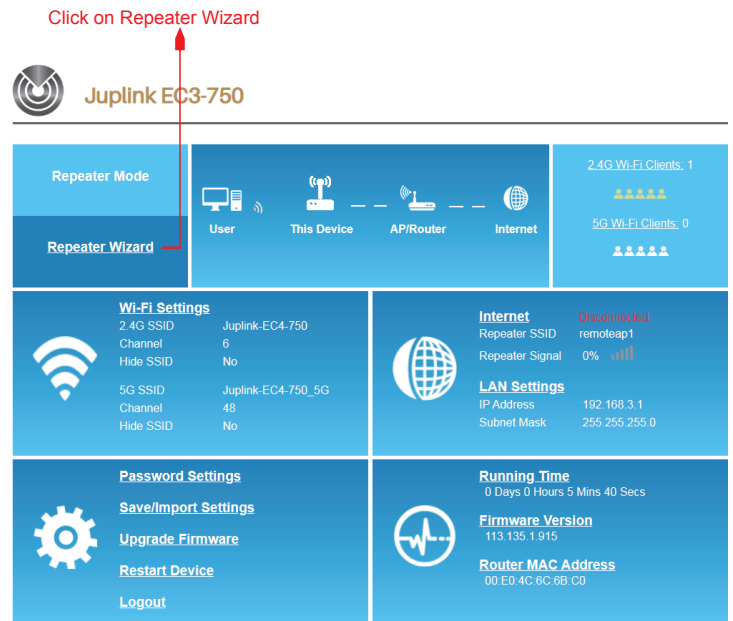 Click on Repeater Wizard
Juplink EC3-750
Repeater Mode
Repeater Wizard
User
This Device
AP/Router
Internet
2.4G Wi-Fi Clients: 1
5G Wi-Fi Clients: 0
Wi-Fi Settings
2.4G SSID Juplink-EC4-750
Channel 6
Hide SSID No
5G SSID Juplink-EC4-750_5G
Channel 48
Hide SSID No
Internet Disconnected
Repeater SSID remoteap1
Repeater Signal 0%
LAN Settings
IP Address 192.168.3.1
Subnet Mask 255.255.255.0
Password Settings
Save/Import Settings
Upgrade Firmware
Restart Device
Logout
Running Time
0 Days 0 Hours 5 Mins 40 Secs
Firmware Version
113.135.1.915
Router MAC Address
00:E0:4C:6C:6B:C0